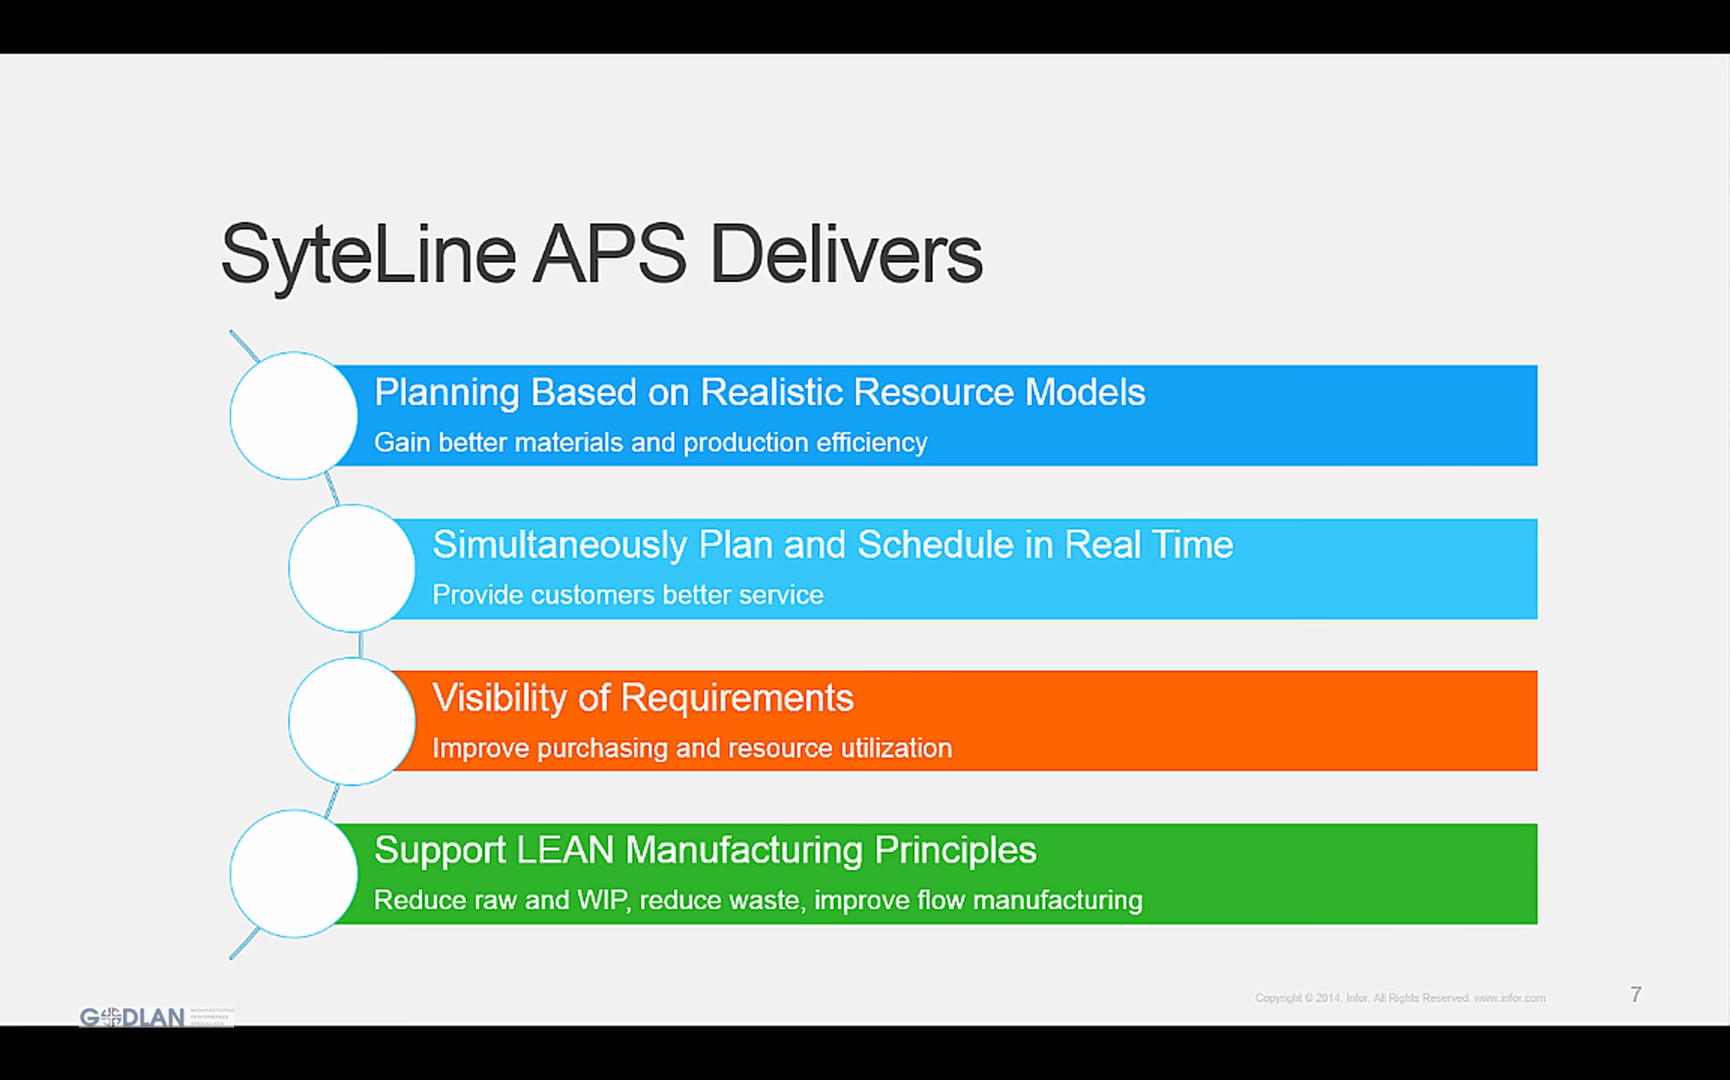 SyteLine APS Delivers
Planning Based on Realistic Resource Models
Gain better materials and production efficiency
Simultaneously Plan and Schedule in Real Time
Provide customers better service
Visibility of Requirements
Improve purchasing and resource utilization
Support LEAN Manufacturing Principles
Reduce raw and WIP, reduce waste, improve flow manufacturing
Copyright © 2014. Infor. All Rights Reserved. www.infor.com
7
GODLAN
MANUFACTURING
PERFORMANCE
SPECIALISTS